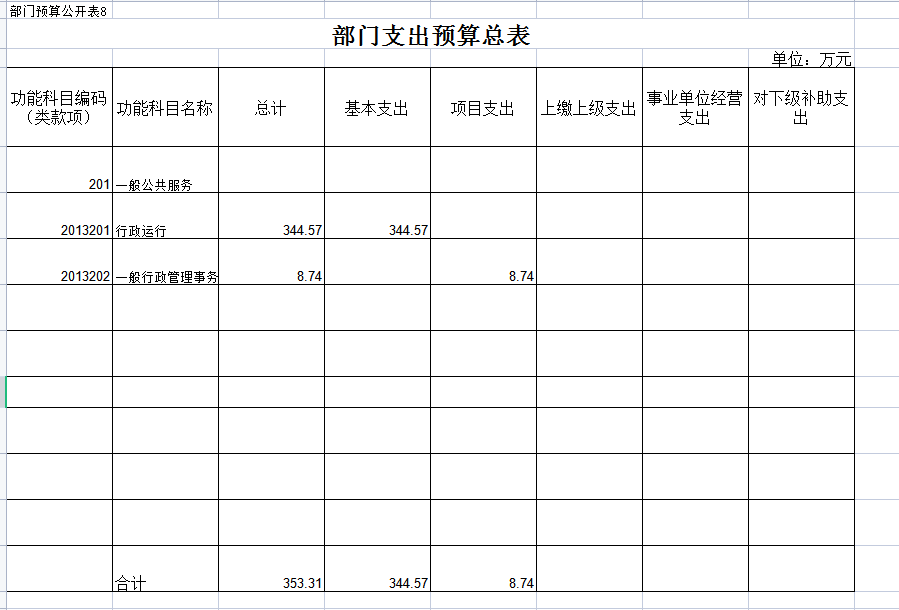 部门预算公开表8
部门支出预算总表
单位：万元
功能科目编码
（类款项）
功能科目名称
总计
基本支出
项目支出
上缴上级支出
事业单位经营
支出
对下级补助支
出
201 一般公共服务
2013201 行政运行 344.57 344.57
2013202 一般行政管理事务 8.74 8.74
合计 353.31 344.57 8.74